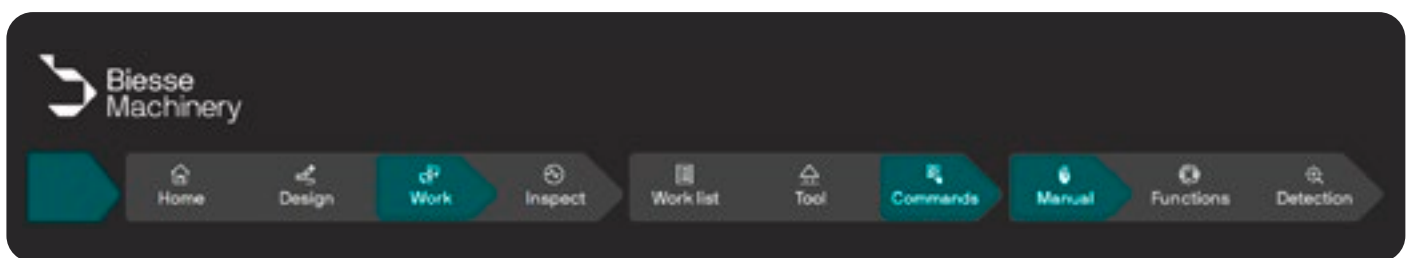 Biesse
Machinery
Home Design Work Inspect Work list Tool Commands Manual Functions Detection